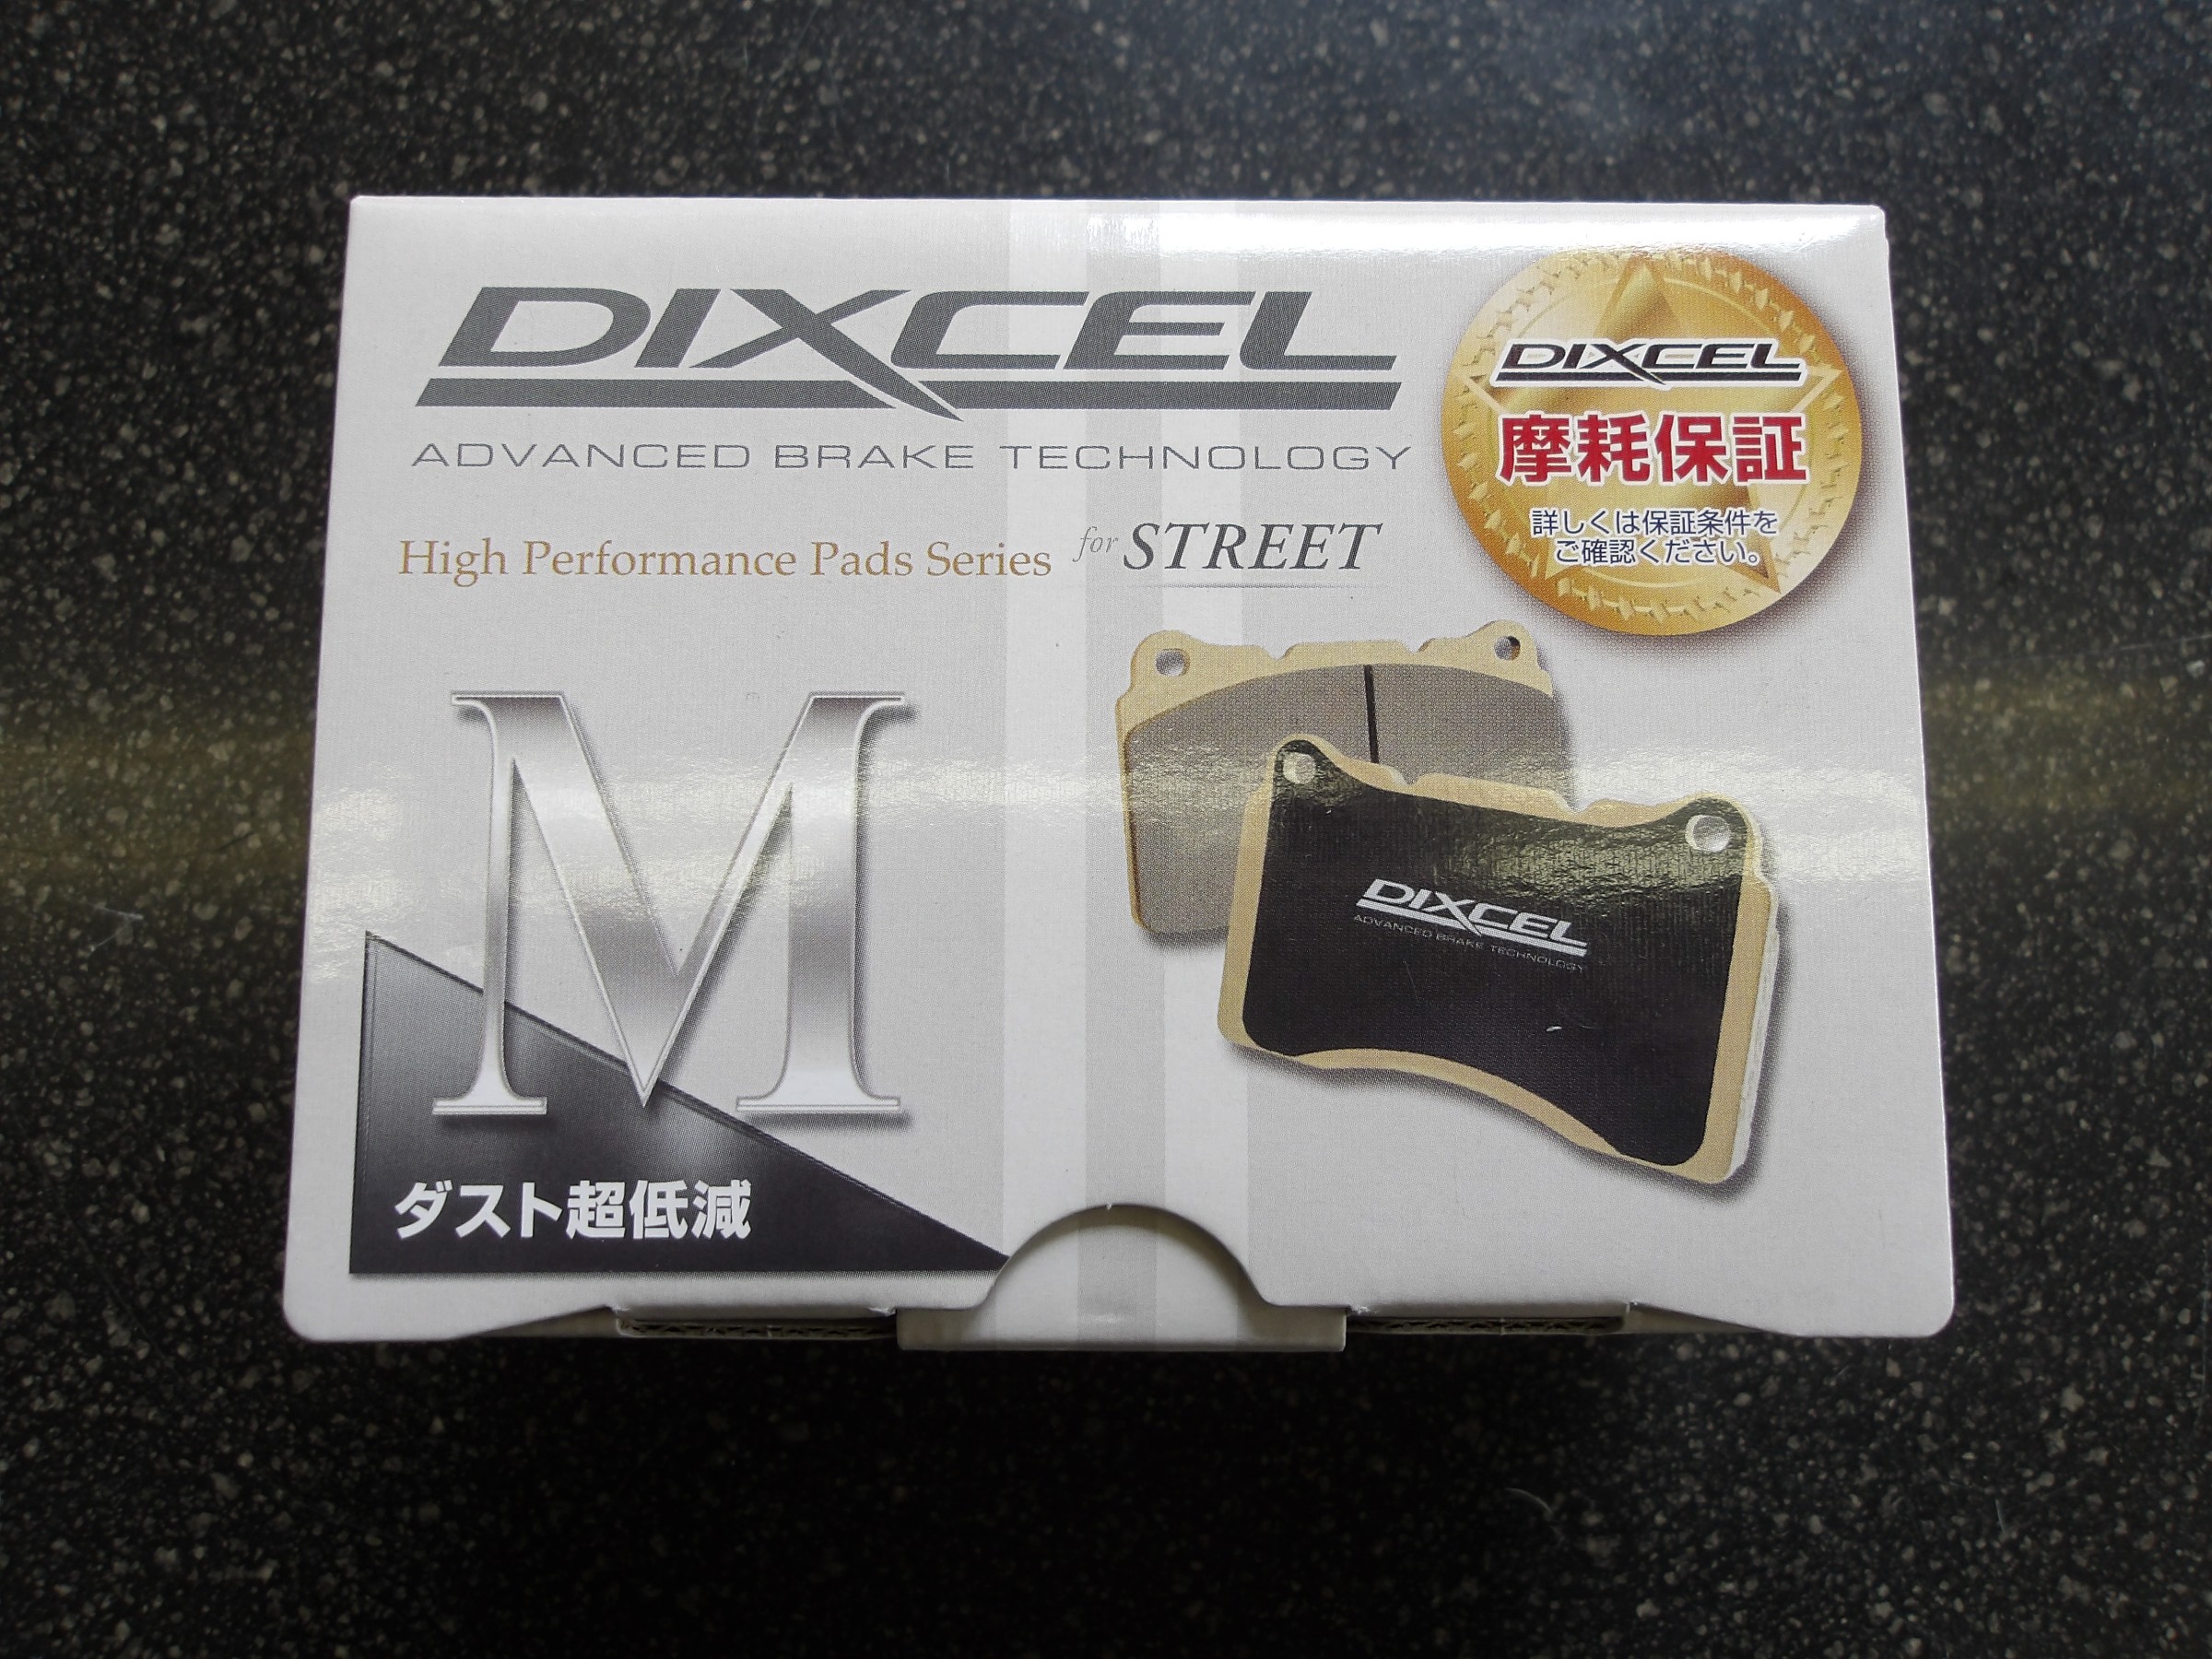 DIXCEL
ADVANCED BRAKE TECHNOLOGY
High Performance Pads Series for STREET
DIXCEL
摩耗保証
詳しくは保証条件を
ご確認ください。
M
DIXCEL
ADVANCED BRAKE TECHNOLOGY
ダスト超低減